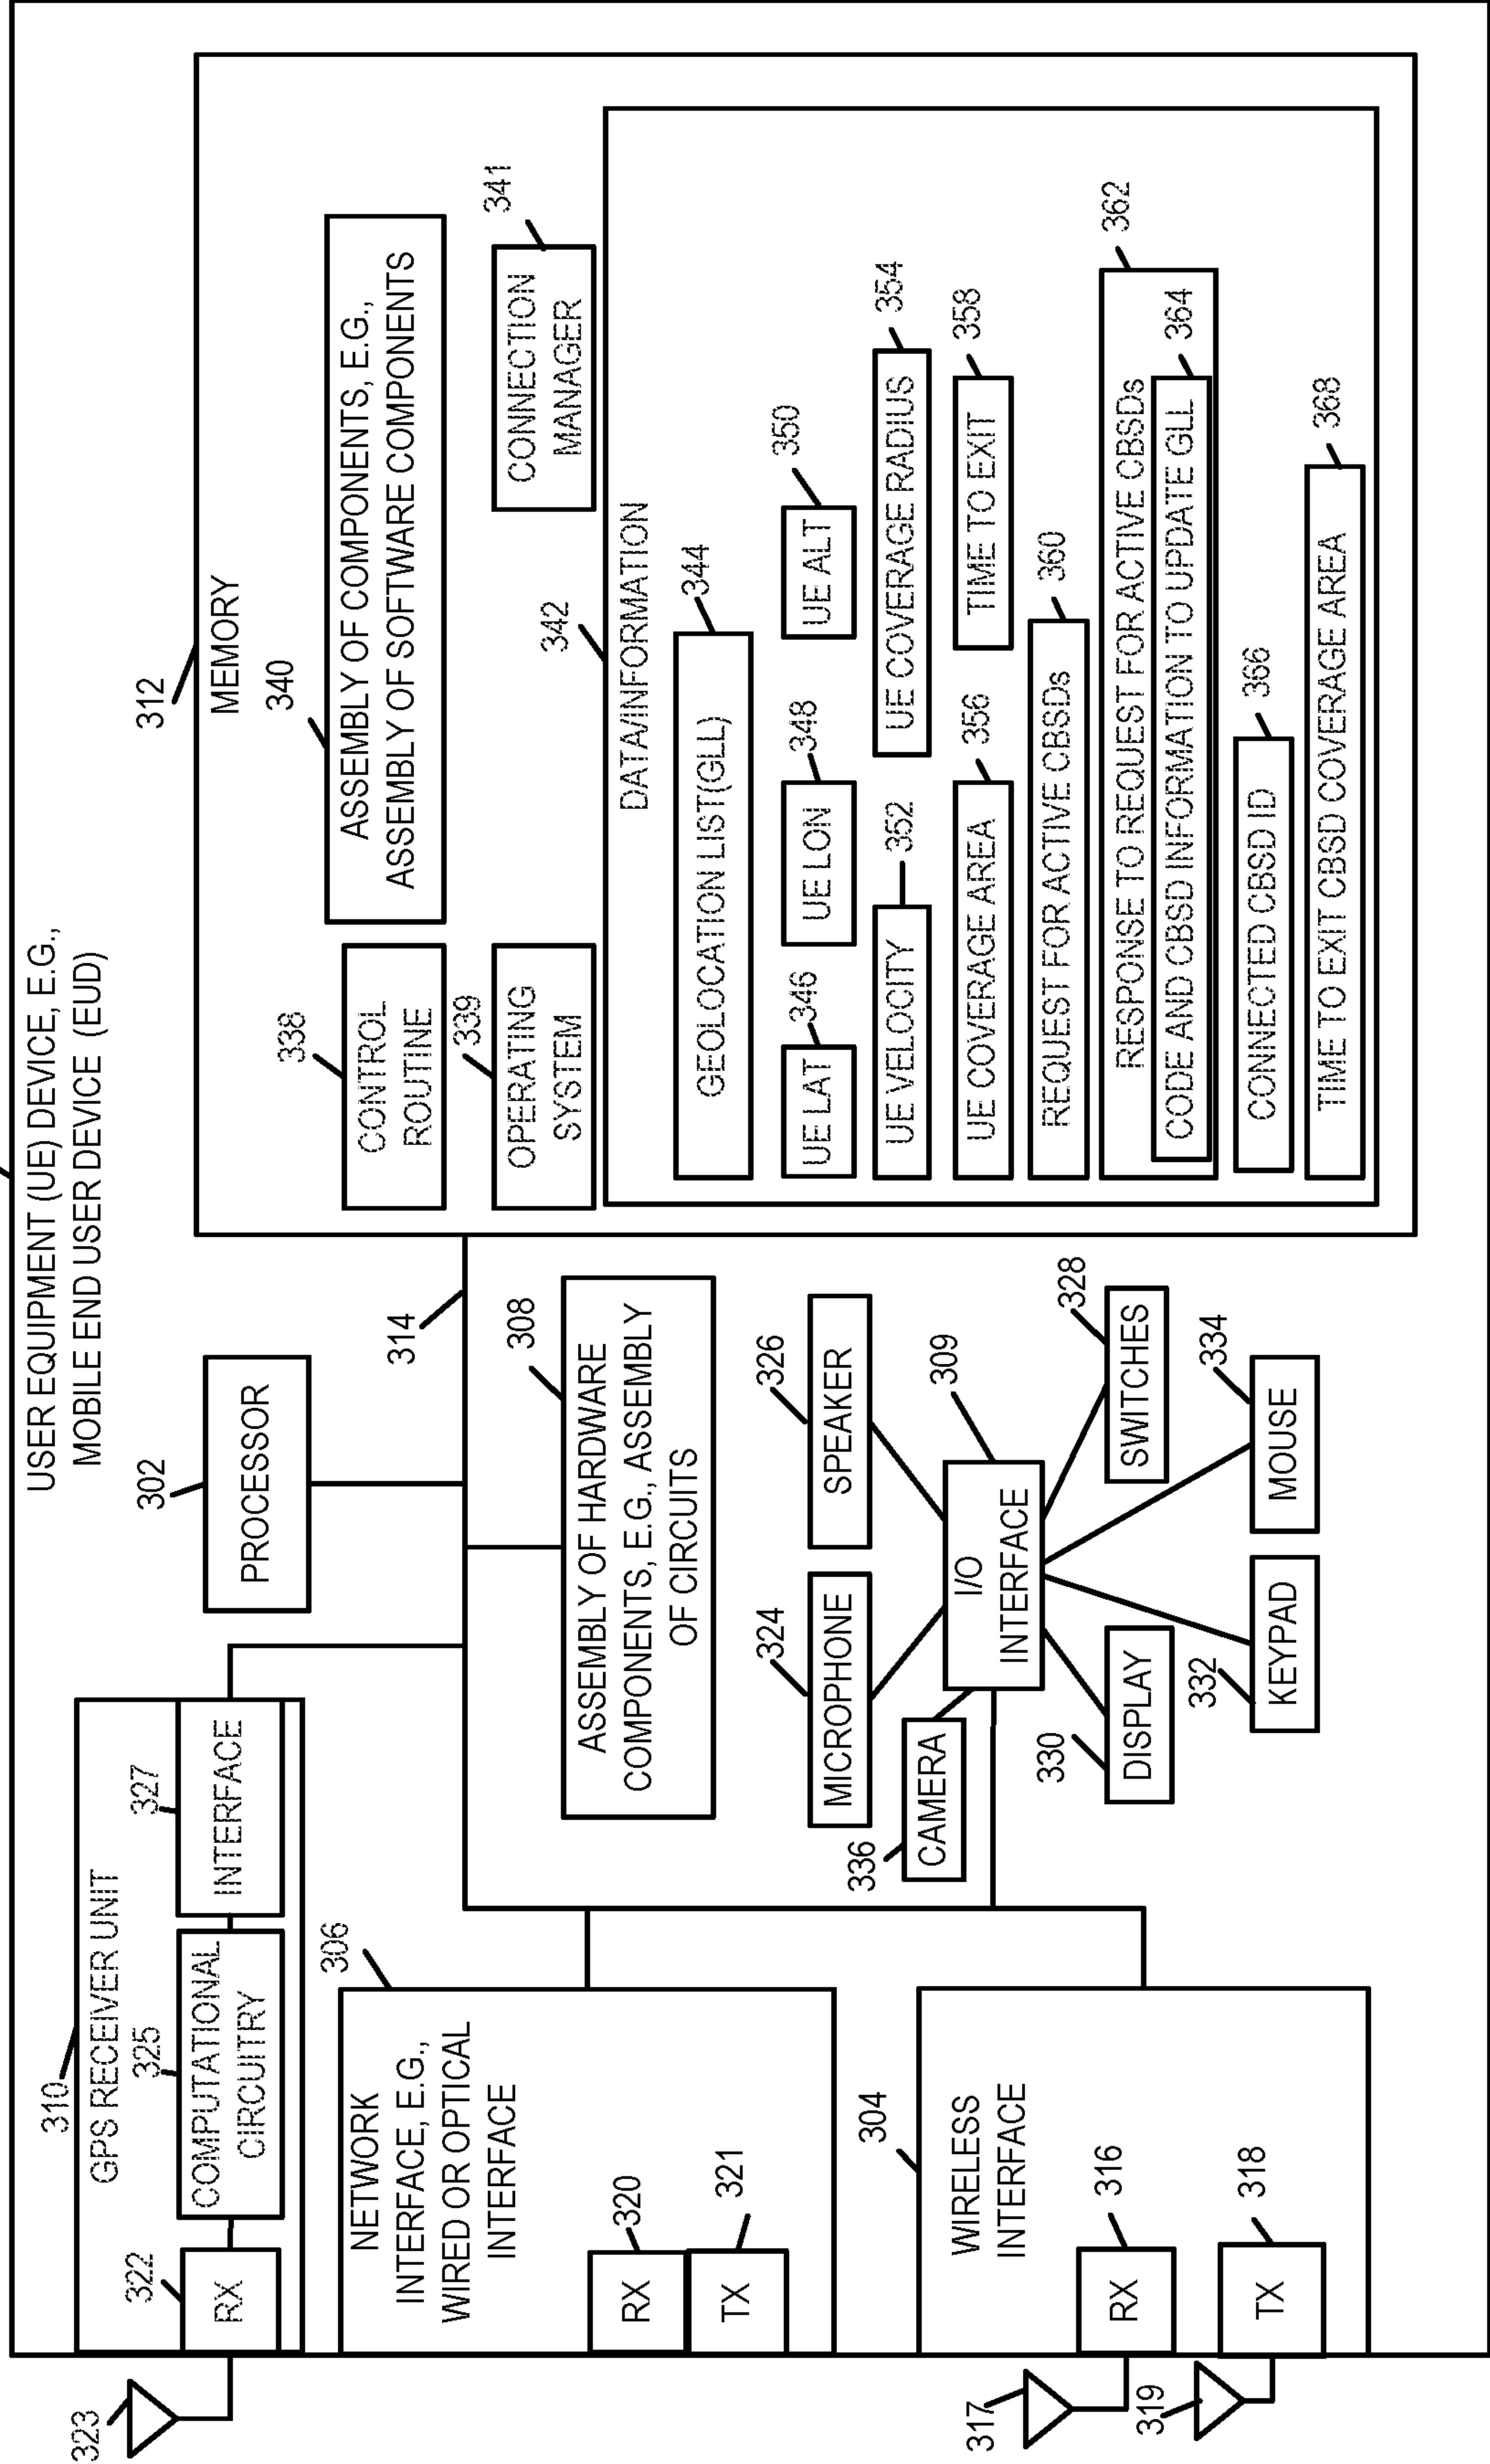 USER EQUIPMENT (UE) DEVICE, E.G.,
MOBILE END USER DEVICE (EUD)
310
GPS RECEIVER UNIT
322
RX
323
325
COMPUTATIONAL
CIRCUITRY
327
INTERFACE
302
PROCESSOR
306
NETWORK
INTERFACE, E.G.,
WIRED OR OPTICAL
INTERFACE
320
RX
321
TX
304
WIRELESS
INTERFACE
316
RX
317
318
TX
319
314
308
ASSEMBLY OF HARDWARE
COMPONENTS, E.G., ASSEMBLY
OF CIRCUITS
324
MICROPHONE
326
SPEAKER
336
CAMERA
309
I/O
INTERFACE
330
DISPLAY
328
SWITCHES
332
KEYPAD
334
MOUSE
312
MEMORY
338
CONTROL
ROUTINE
340
ASSEMBLY OF COMPONENTS, E.G.,
ASSEMBLY OF SOFTWARE COMPONENTS
339
OPERATING
SYSTEM
341
CONNECTION
MANAGER
342
DATA/INFORMATION
344
GEOLOCATION LIST(GLL)
346
UE LAT
348
UE LON
350
UE ALT
352
UE VELOCITY
354
UE COVERAGE RADIUS
356
UE COVERAGE AREA
358
TIME TO EXIT
360
REQUEST FOR ACTIVE CBSDs
362
RESPONSE TO REQUEST FOR ACTIVE CBSDs
364
CODE AND CBSD INFORMATION TO UPDATE GLL
366
CONNECTED CBSD ID
368
TIME TO EXIT CBSD COVERAGE AREA